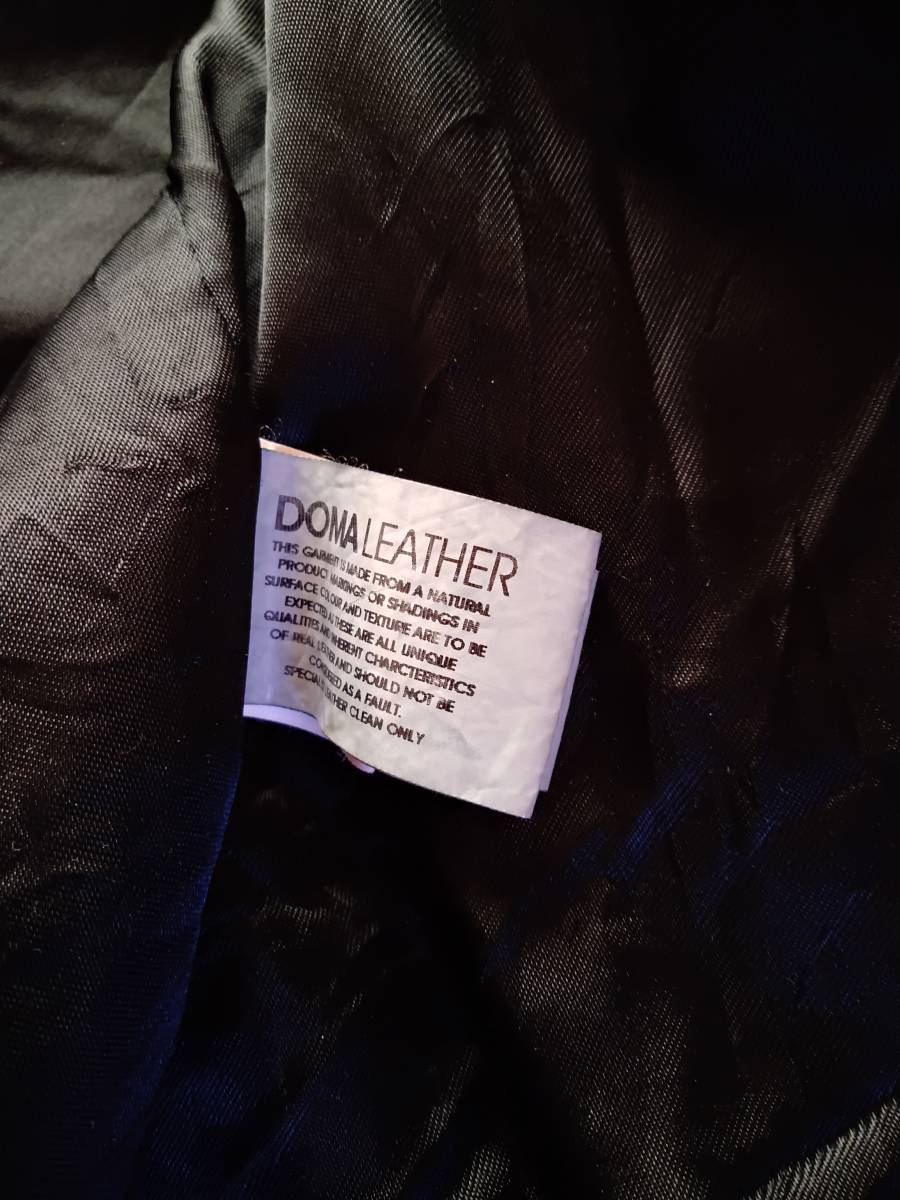 DOMALEATHER
THIS GARMENT IS MADE FROM A NATURAL
PRODUCT MARKINGS OR SHADINGS IN
SURFACE COLOUR AND TEXTURE ARE TO BE
EXPECTED AS THESE ARE ALL UNIQUE
QUALITIES AND INHERENT CHARCTERISTICS
OF REAL LEATHER AND SHOULD NOT BE
CONSIDERED AS A FAULT.
SPECIALIST LEATHER CLEAN ONLY